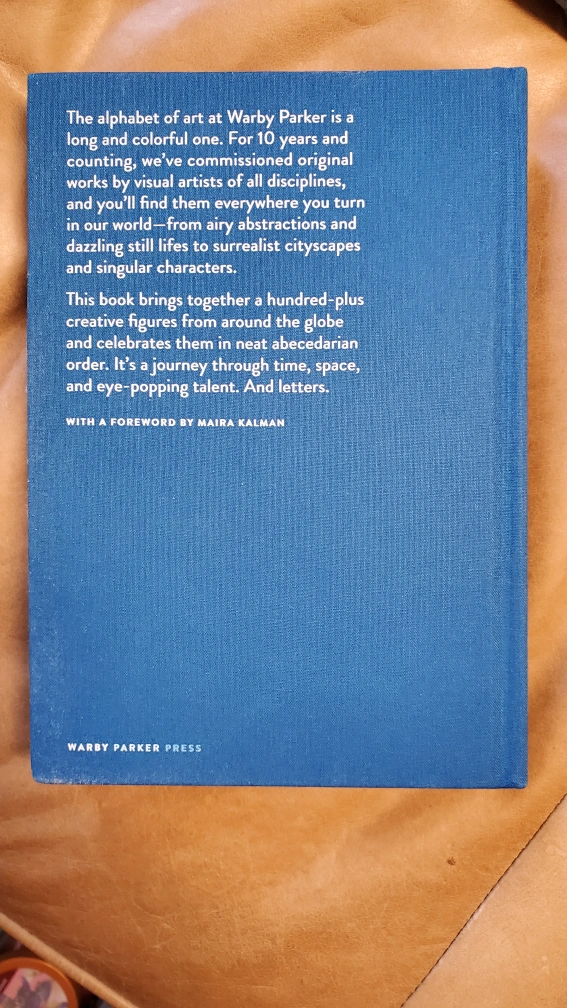 The alphabet of art at Warby Parker is a
long and colorful one. For 10 years and
counting, we've commissioned original
works by visual artists of all disciplines,
and you'll find them everywhere you turn
in our world—from airy abstractions and
dazzling still lifes to surrealist cityscapes
and singular characters.
This book brings together a hundred-plus
creative figures from around the globe
and celebrates them in neat abecedarian
order. It's a journey through time, space,
and eye-popping talent. And letters.
WITH A FOREWORD BY MAIRA KALMAN
WARBY PARKER PRESS